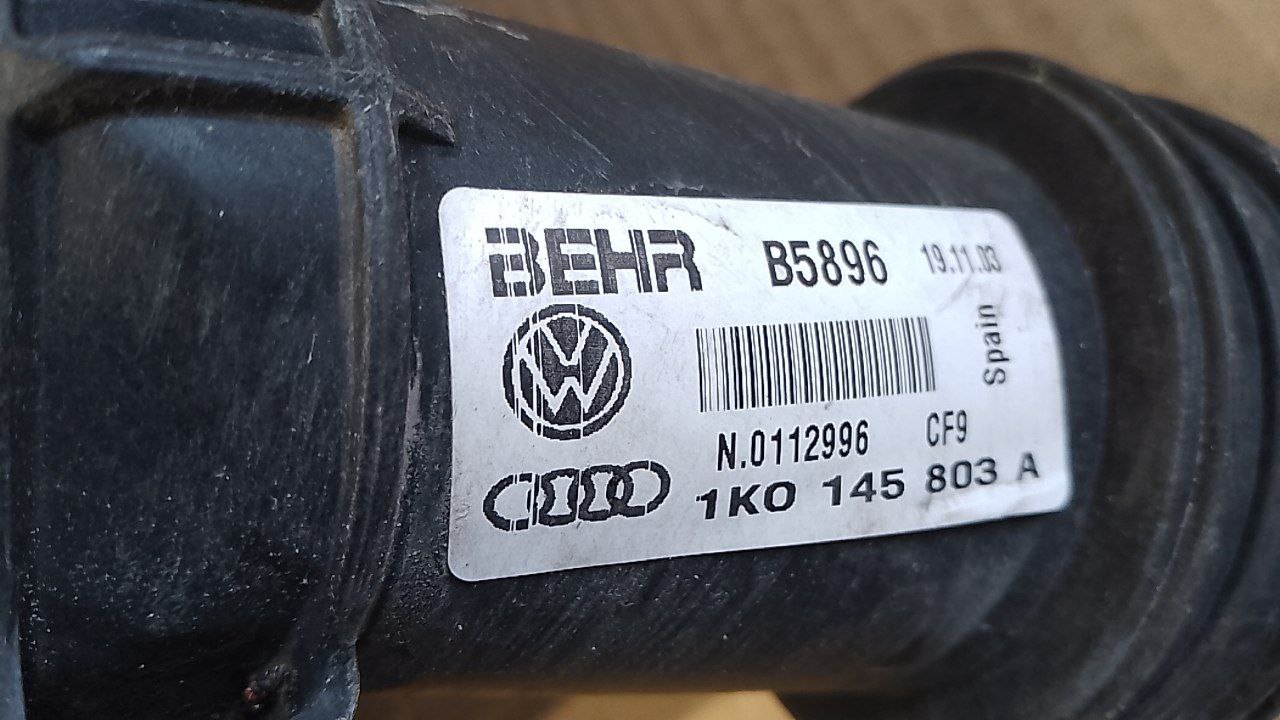 BEHR B5896 19.11.03
Spain
N.0112996 CF9
1K0 145 803 A